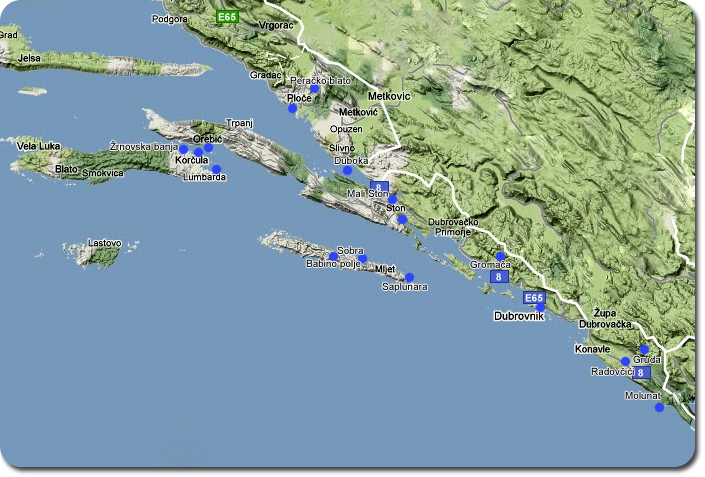 Podgora
E65
Vrgorac
Grad
Jelsa
Gradac
Peračko blato
Ploče
Metkovic
Metković
Trpanj
Opuzen
Orebić
Vela Luka
Žrnovska banja
Slivno
Korčula
Duboka
Blato
Smokvica
Lumbarda
8
Mali Ston
Ston
Dubrovačko
Primorje
Lastovo
Sobra
Babino polje
Mljet
Gromača
8
Saplunara
E65
Dubrovnik
Župa
Dubrovačka
Konavle
Gruda
Radovčići
8
Molunat